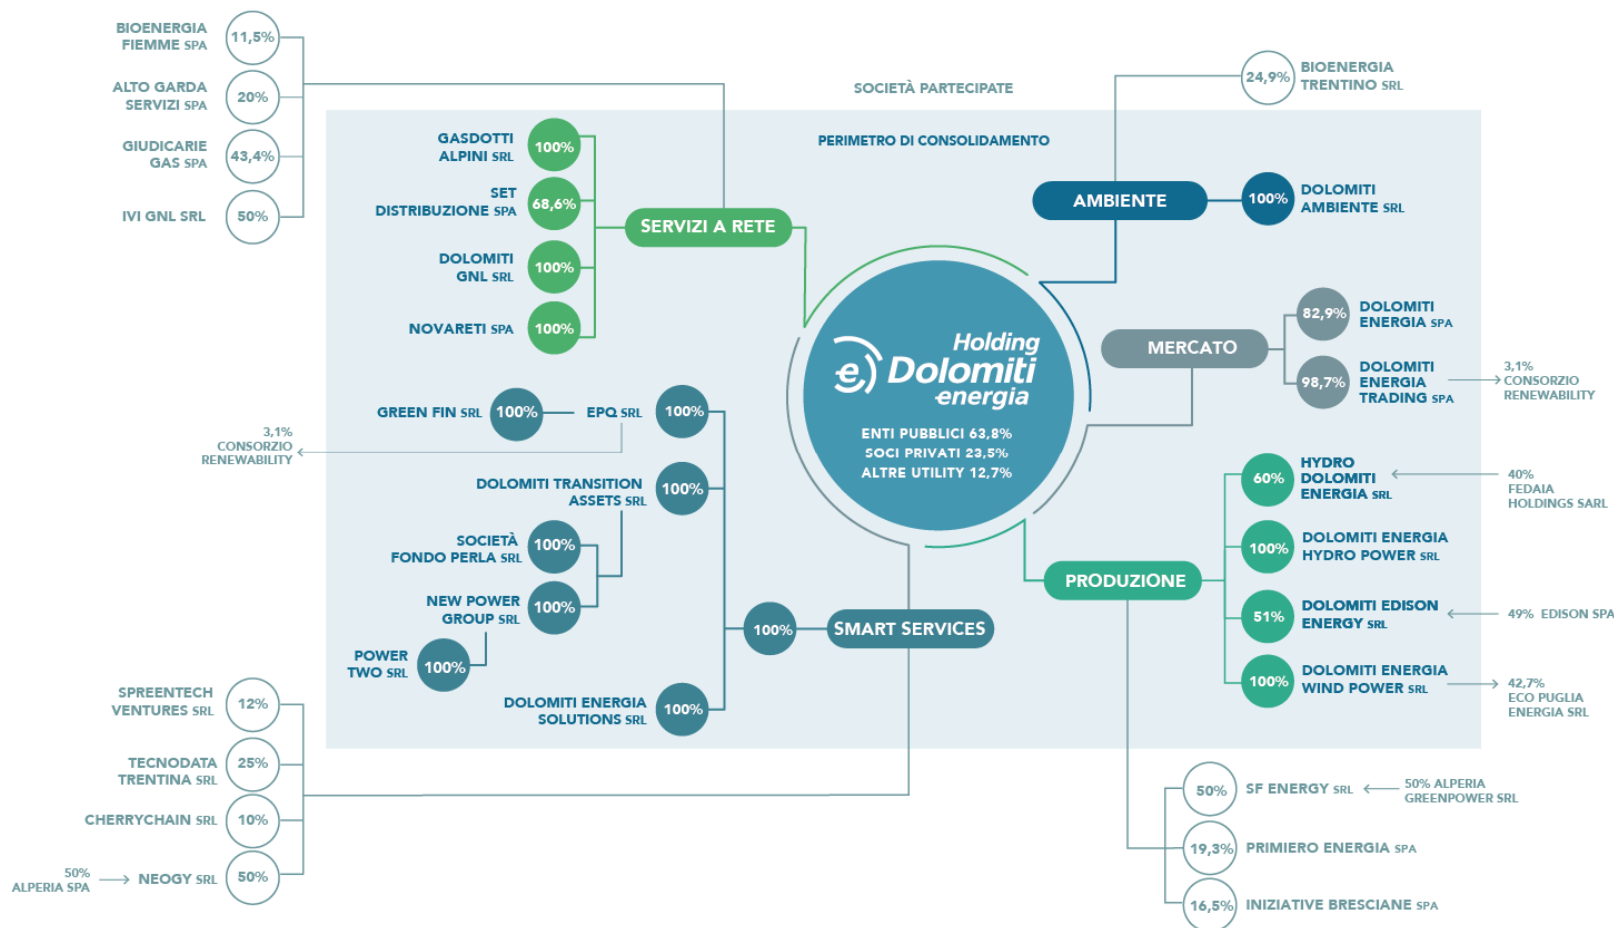 BIOENERGIA
FIEMME SPA
11,5%
ALTO GARDA
SERVIZI SPA
20%
GIUDICARIE
GAS SPA
43,4%
IVI GNL SRL
50%
SOCIETÀ PARTECIPATE
24,9%
BIOENERGIA
TRENTINO SRL
PERIMETRO DI CONSOLIDAMENTO
GASDOTTI
ALPINI SRL
100%
SET
DISTRIBUZIONE SPA
68,6%
DOLOMITI
GNL SRL
100%
NOVARETI SPA
100%
SERVIZI A RETE
AMBIENTE
100%
DOLOMITI
AMBIENTE SRL
MERCATO
82,9%
DOLOMITI
ENERGIA SPA
98,7%
DOLOMITI
ENERGIA
TRADING SPA
3,1%
CONSORZIO
RENEWABILITY
Holding
e Dolomiti
energia
ENTI PUBBLICI 63,8%
SOCI PRIVATI 23,5%
ALTRE UTILITY 12,7%
GREEN FIN SRL
100%
EPQ SRL
100%
3,1%
CONSORZIO
RENEWABILITY
DOLOMITI TRANSITION
ASSETS SRL
100%
SOCIETÀ
FONDO PERLA SRL
100%
NEW POWER
GROUP SRL
100%
POWER
TWO SRL
100%
DOLOMITI ENERGIA
SOLUTIONS SRL
100%
100%
SMART SERVICES
PRODUZIONE
60%
HYDRO
DOLOMITI
ENERGIA SRL
40%
FEDAIA
HOLDINGS SARL
100%
DOLOMITI ENERGIA
HYDRO POWER SRL
51%
DOLOMITI EDISON
ENERGY SRL
49% EDISON SPA
100%
DOLOMITI ENERGIA
WIND POWER SRL
42,7%
ECO PUGLIA
ENERGIA SRL
SPREENTECH
VENTURES SRL
12%
TECNODATA
TRENTINA SRL
25%
CHERRYCHAIN SRL
10%
50%
ALPERIA SPA
NEOGY SRL
50%
50%
SF ENERGY SRL
50% ALPERIA
GREENPOWER SRL
19,3%
PRIMIERO ENERGIA SPA
16,5%
INIZIATIVE BRESCIANE SPA